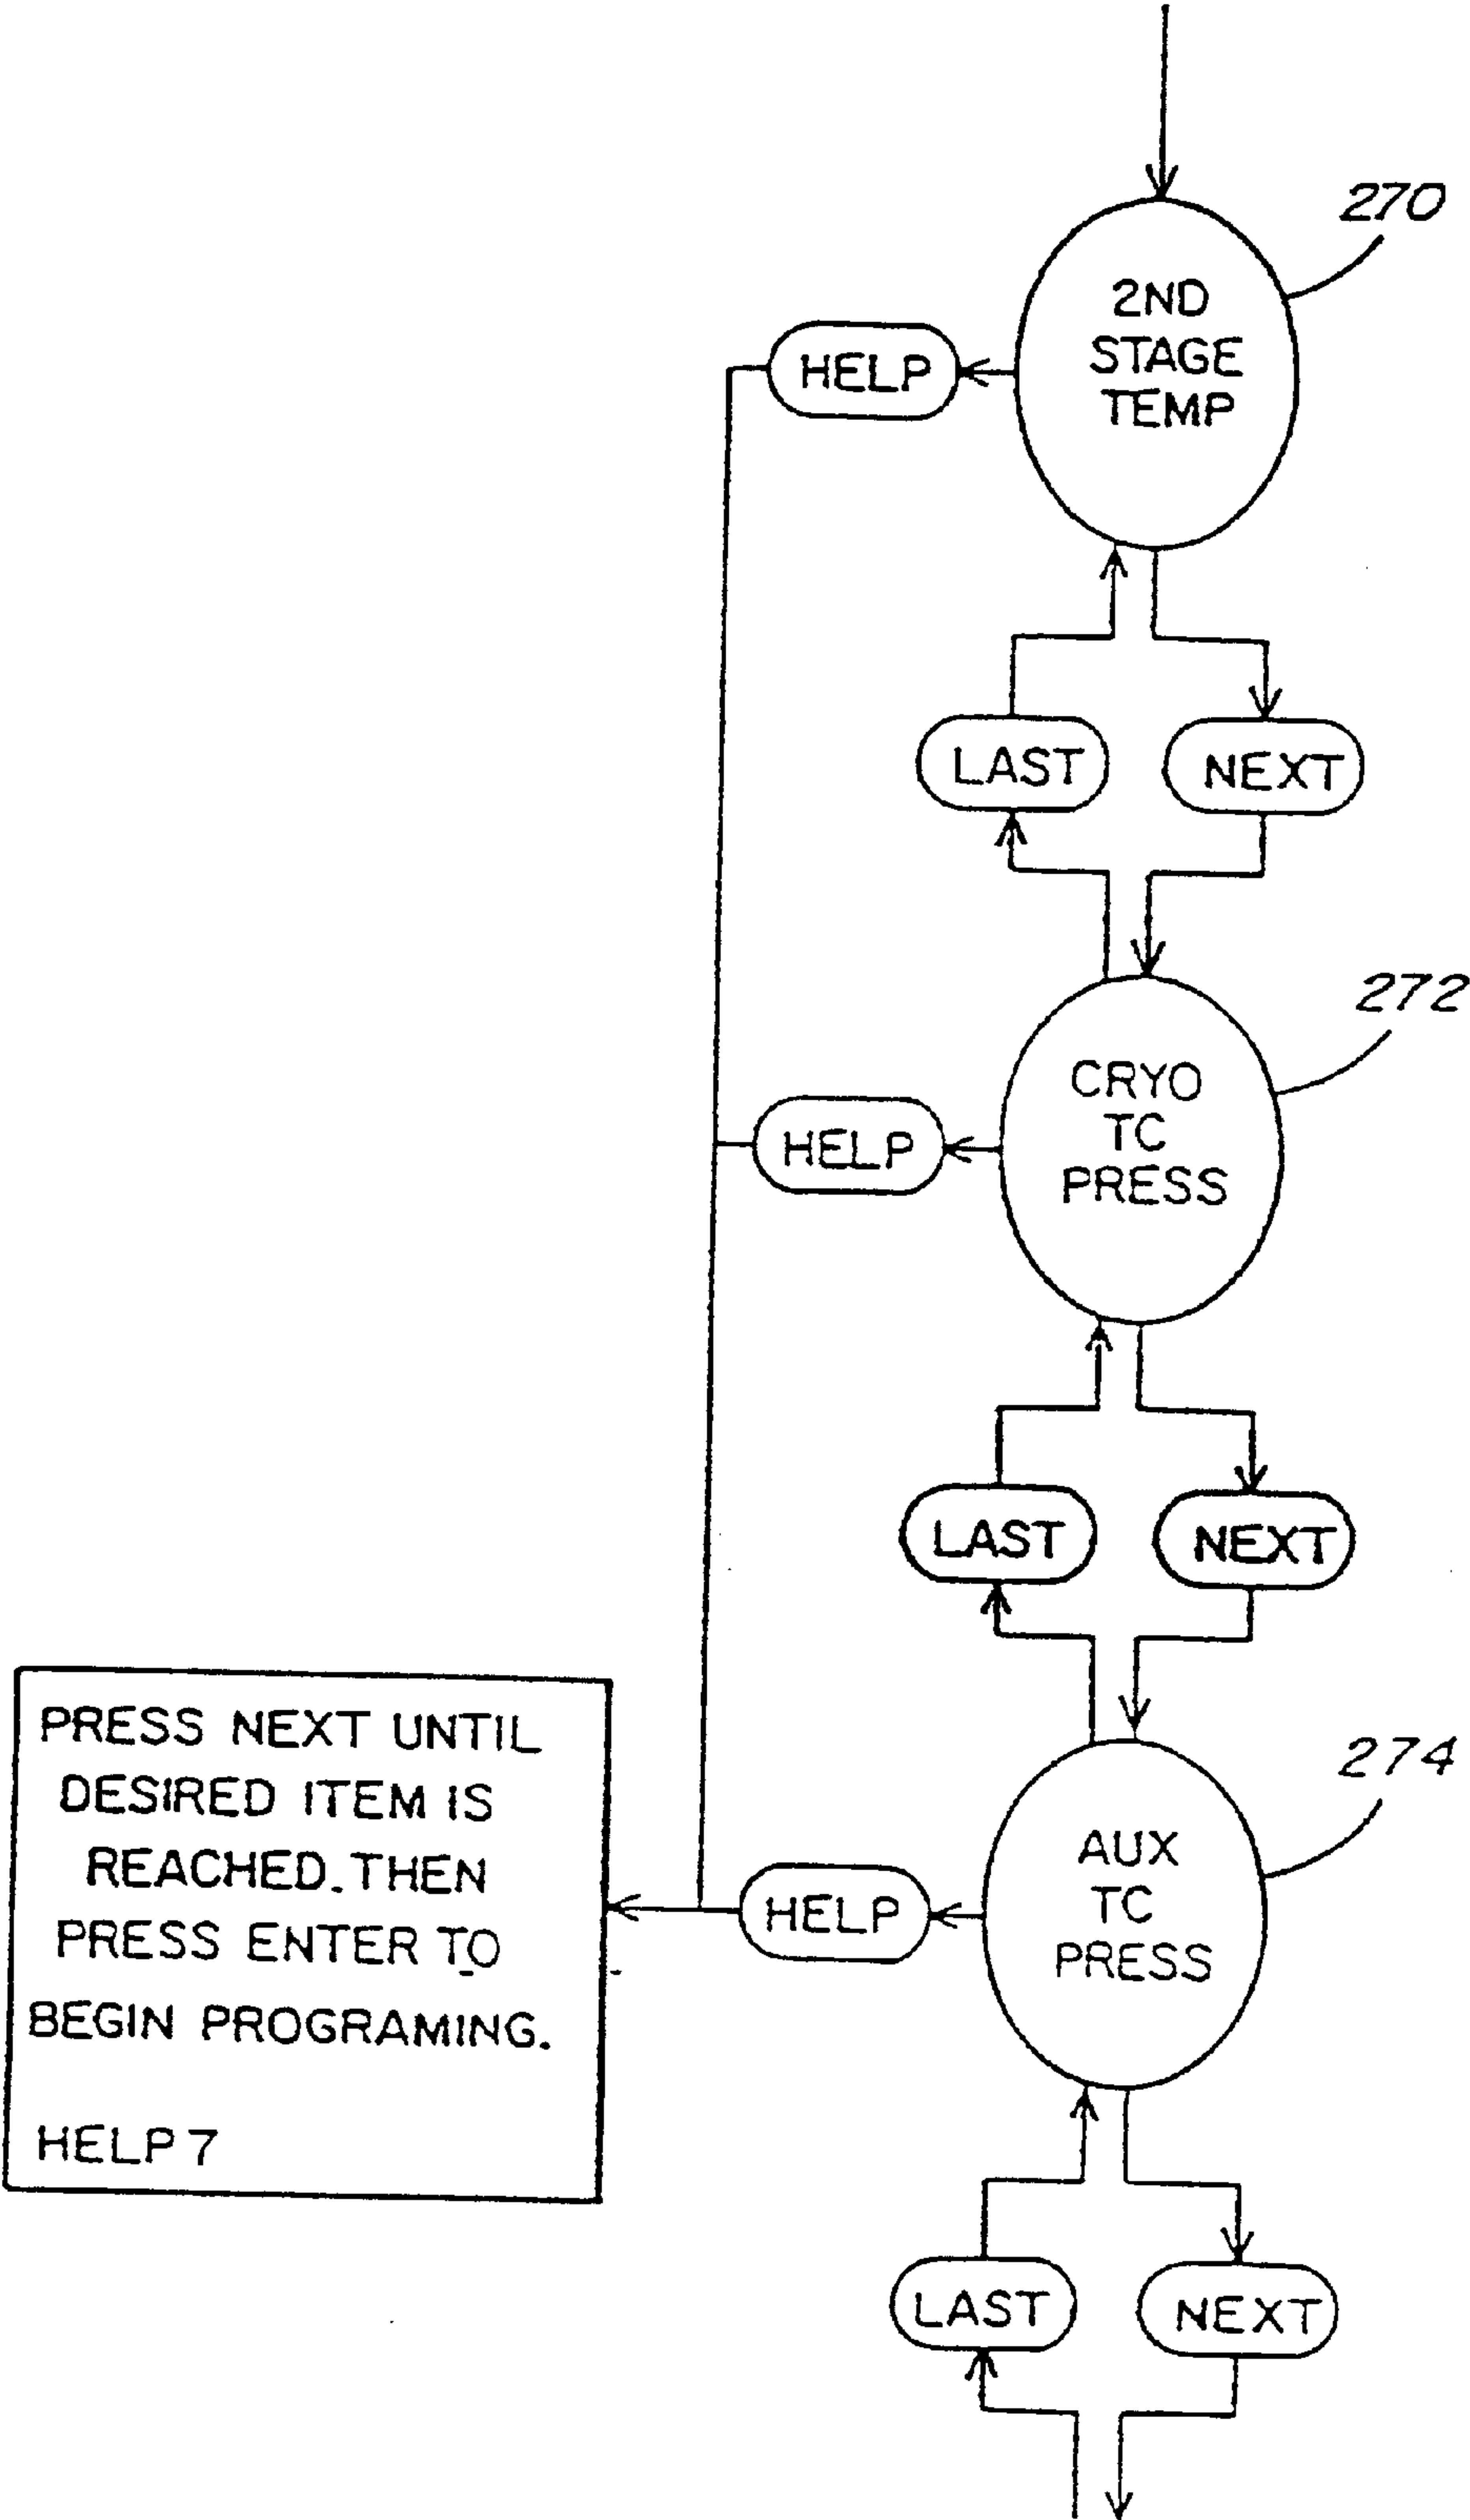 270
2ND
STAGE
TEMP
HELP
LAST
NEXT
272
CRYO
TC
PRESS
HELP
LAST
NEXT
274
AUX
TC
PRESS
HELP
PRESS NEXT UNTIL
DESIRED ITEM IS
REACHED. THEN
PRESS ENTER TO
BEGIN PROGRAMING.
HELP 7
LAST
NEXT